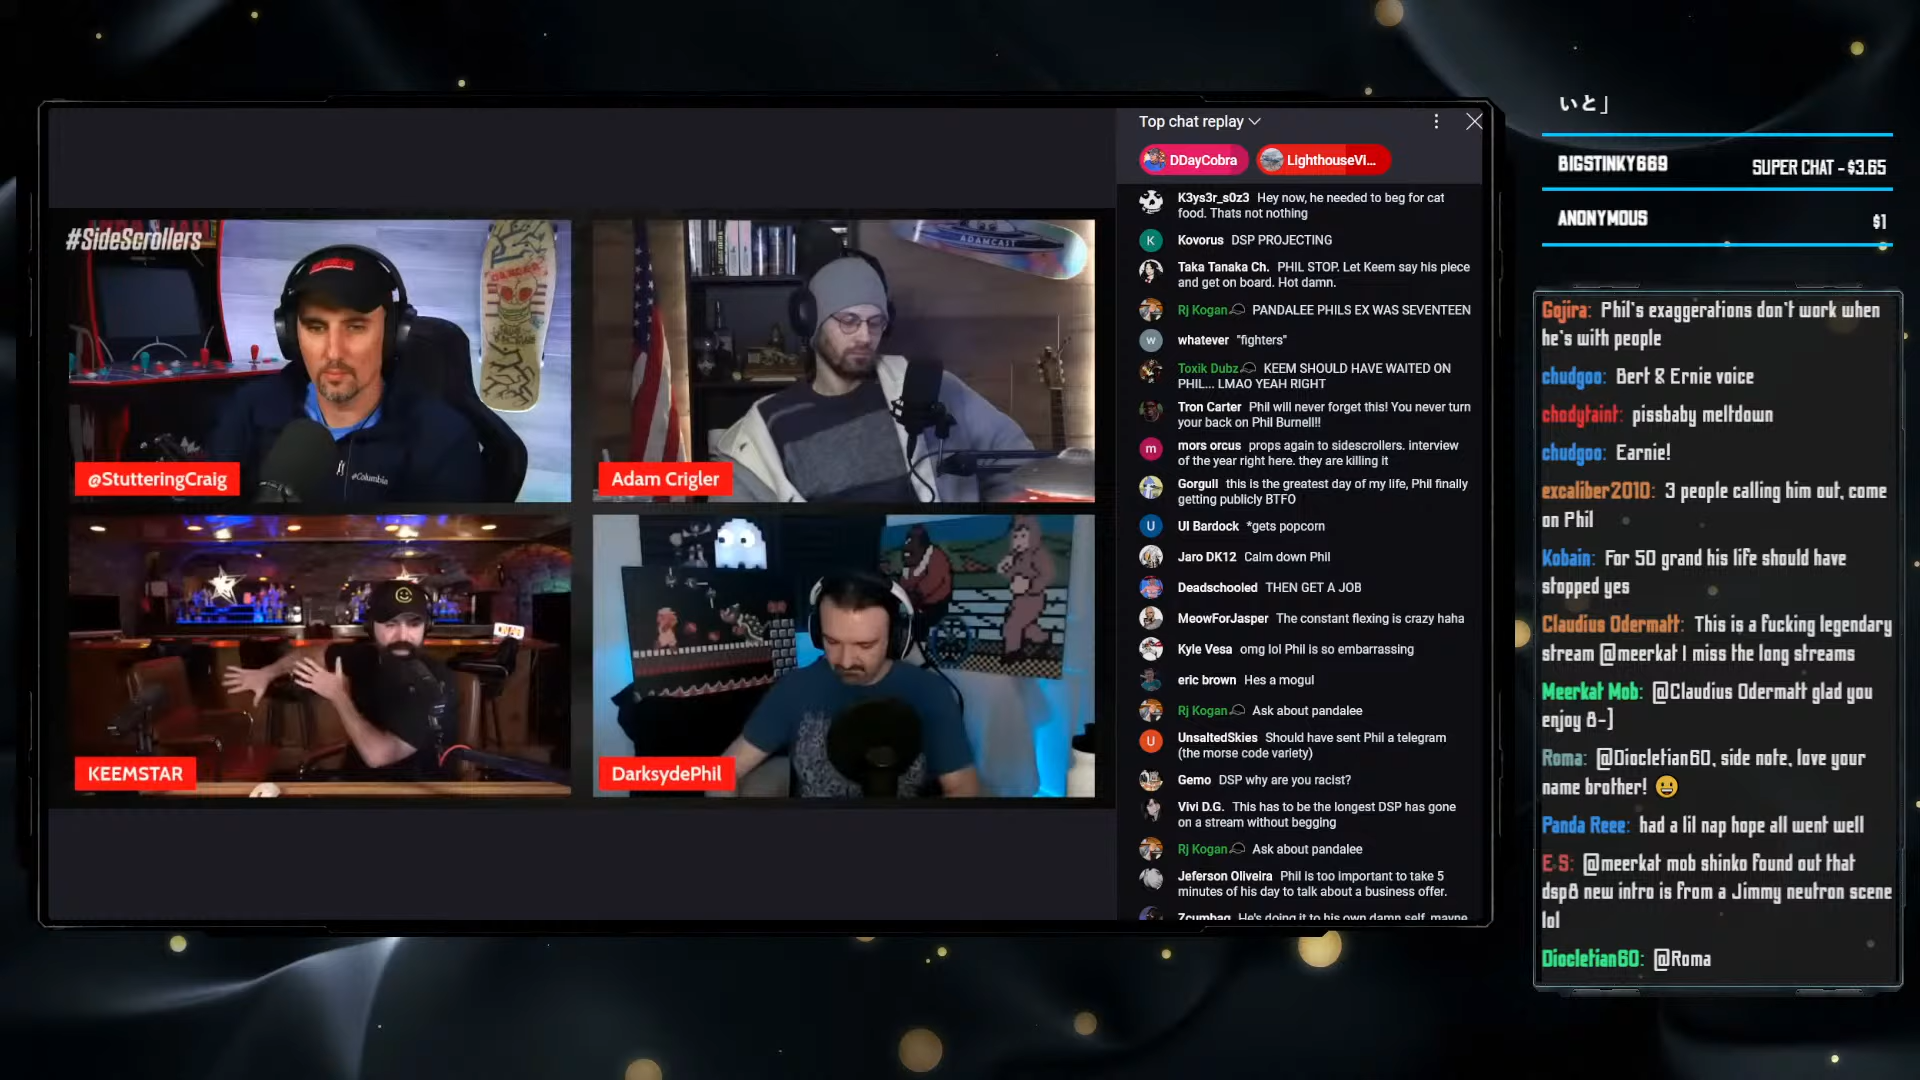 #SideScrollers
@StutteringCraig
ADAMCAST
Adam Crigler
KEEMSTAR
DarksydePhil
Top chat replay
DDayCobra
LighthouseVI...
K3ys3r_s0z3 Hey now, he needed to beg for cat
food. Thats not nothing
K
Kovorus DSP PROJECTING
Taka Tanaka Ch. PHIL STOP. Let Keem say his piece
and get on board. Hot damn.
Rj Kogan PANDALEE PHILS EX WAS SEVENTEEN
w
whatever "fighters"
Toxik Dubz KEEM SHOULD HAVE WAITED ON
PHIL... LMAO YEAH RIGHT
Tron Carter Phil will never forget this! You never turn
your back on Phil Burnell!!
m
mors orcus props again to sidescrollers. interview
of the year right here. they are killing it
Gorgull this is the greatest day of my life, Phil finally
getting publicly BTFO
U
UI Bardock *gets popcorn
Jaro DK12 Calm down Phil
Deadschooled THEN GET A JOB
MeowForJasper The constant flexing is crazy haha
Kyle Vesa omg lol Phil is so embarrassing
eric brown Hes a mogul
Rj Kogan Ask about pandalee
U
UnsaltedSkies Should have sent Phil a telegram
(the morse code variety)
Gemo DSP why are you racist?
Vivi D.G. This has to be the longest DSP has gone
on a stream without begging
Rj Kogan Ask about pandalee
Jeferson Oliveira Phil is too important to take 5
minutes of his day to talk about a business offer.
Zcumbag He's doing it to his own damn self, mayne
いと」
BIGSTINKY669 SUPER CHAT - $3.65
ANONYMOUS $1
Gojira: Phil's exaggerations don't work when
he's with people
chudgoo: Bert & Ernie voice
chodytaint: pissbaby meltdown
chudgoo: Earnie!
excaliber2010: 3 people calling him out, come
on Phil
Kobain: For 50 grand his life should have
stopped yes
Claudius Odermatt: This is a fucking legendary
stream @meerkat I miss the long streams
Meerkat Mob: @Claudius Odermatt glad you
enjoy 8-]
Roma: @Diocletian60, side note, love your
name brother! 😀
Panda Reee: had a lil nap hope all went well
E S: @meerkat mob shinko found out that
dsp8 new intro is from a Jimmy neutron scene
lol
Diocletian60: @Roma